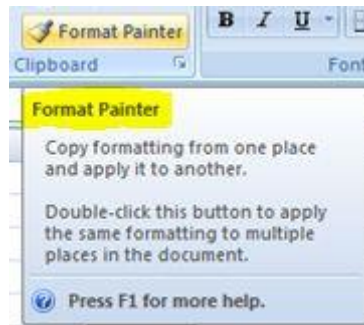 Format Painter B I U
Clipboard Font
Format Painter
Copy formatting from one place
and apply it to another.
Double-click this button to apply
the same formatting to multiple
places in the document.
Press F1 for more help.